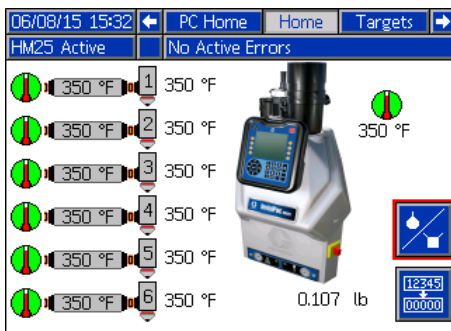 06/08/15 15:32 PC Home Home Targets
HM25 Active No Active Errors
350 °F 1 350 °F
350 °F 2 350 °F
350 °F 3 350 °F
350 °F 4 350 °F
350 °F 5 350 °F
350 °F 6 350 °F
350 °F
0.107 lb
12345
00000